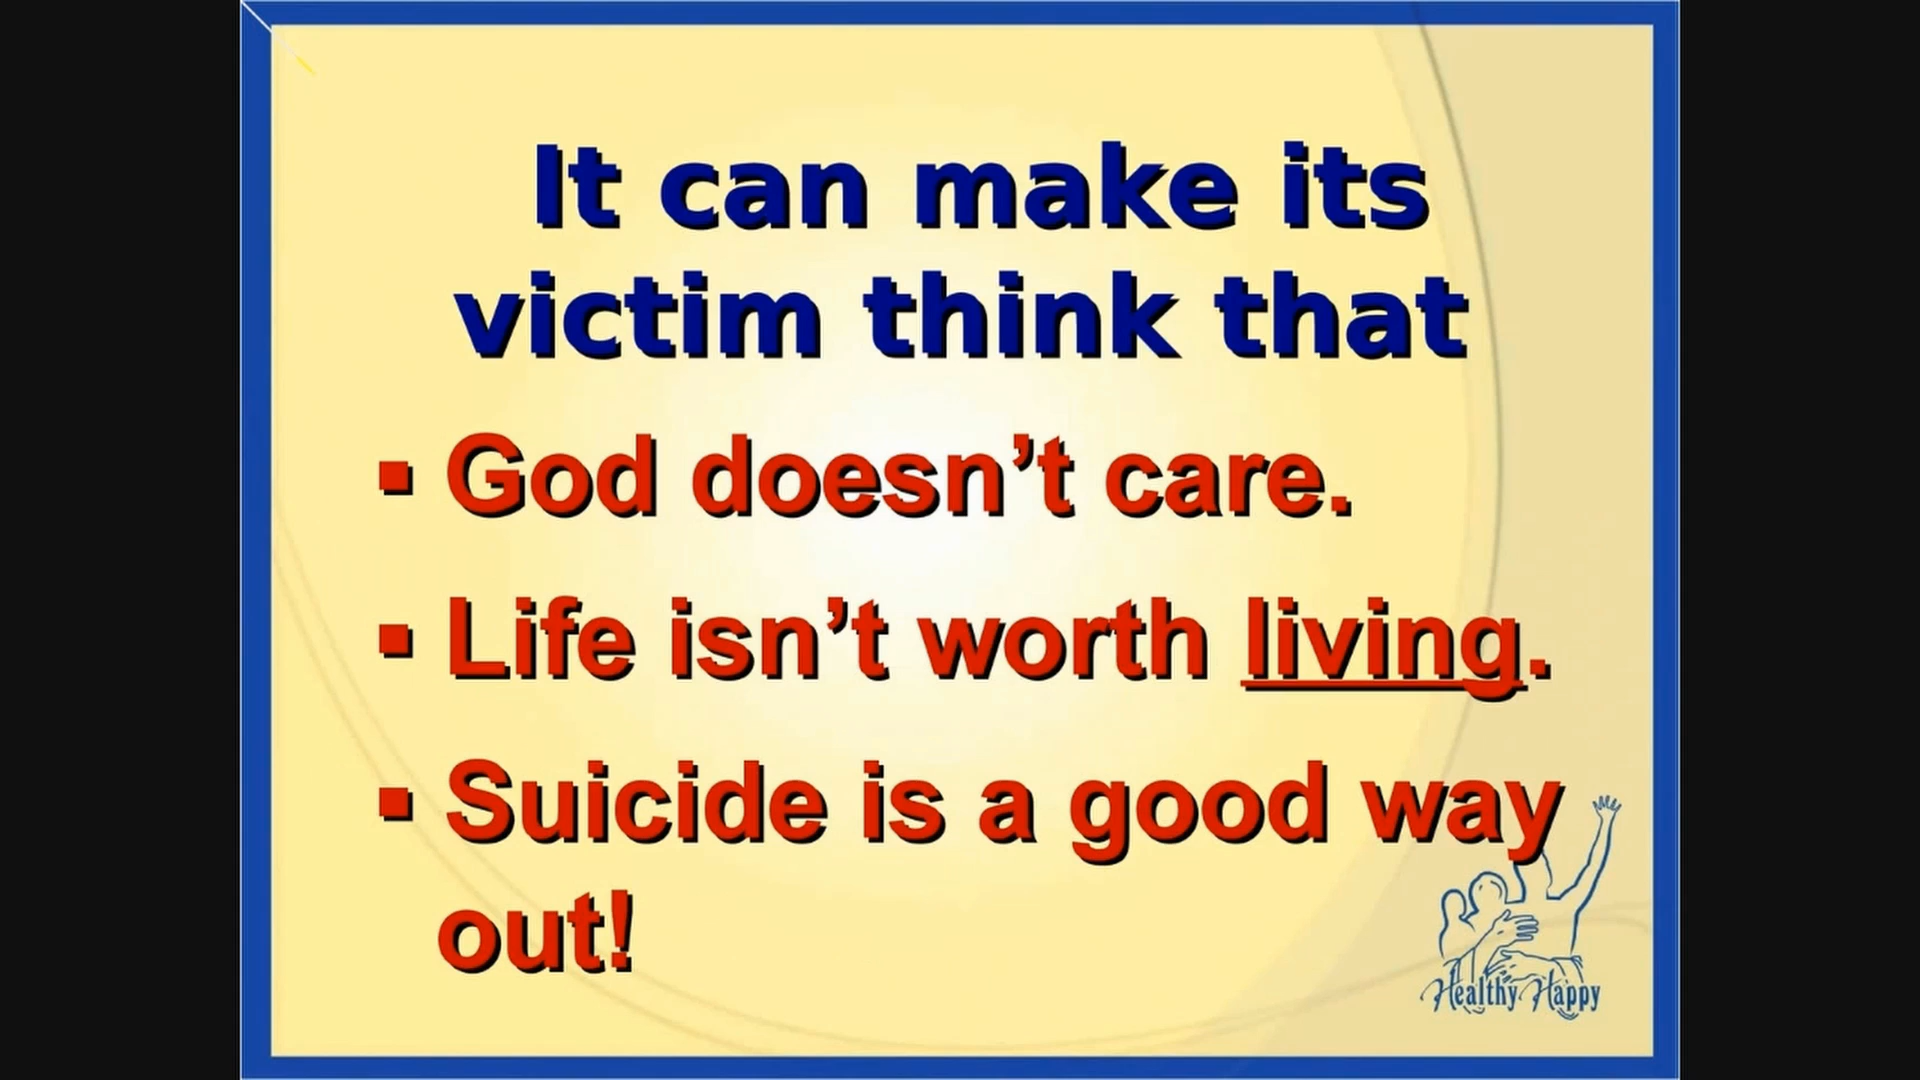 It can make its
victim think that
▪ God doesn’t care.
▪ Life isn’t worth living.
▪ Suicide is a good way
out!
Healthy Happy